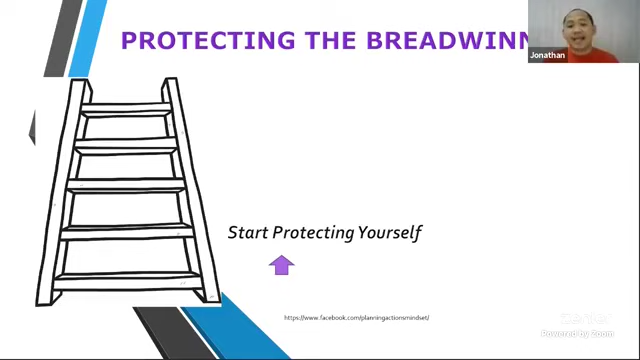 PROTECTING THE BREADWINN
Jonathan
Start Protecting Yourself
https://www.facebook.com/planningactionsmindset/
Powered by Zoom